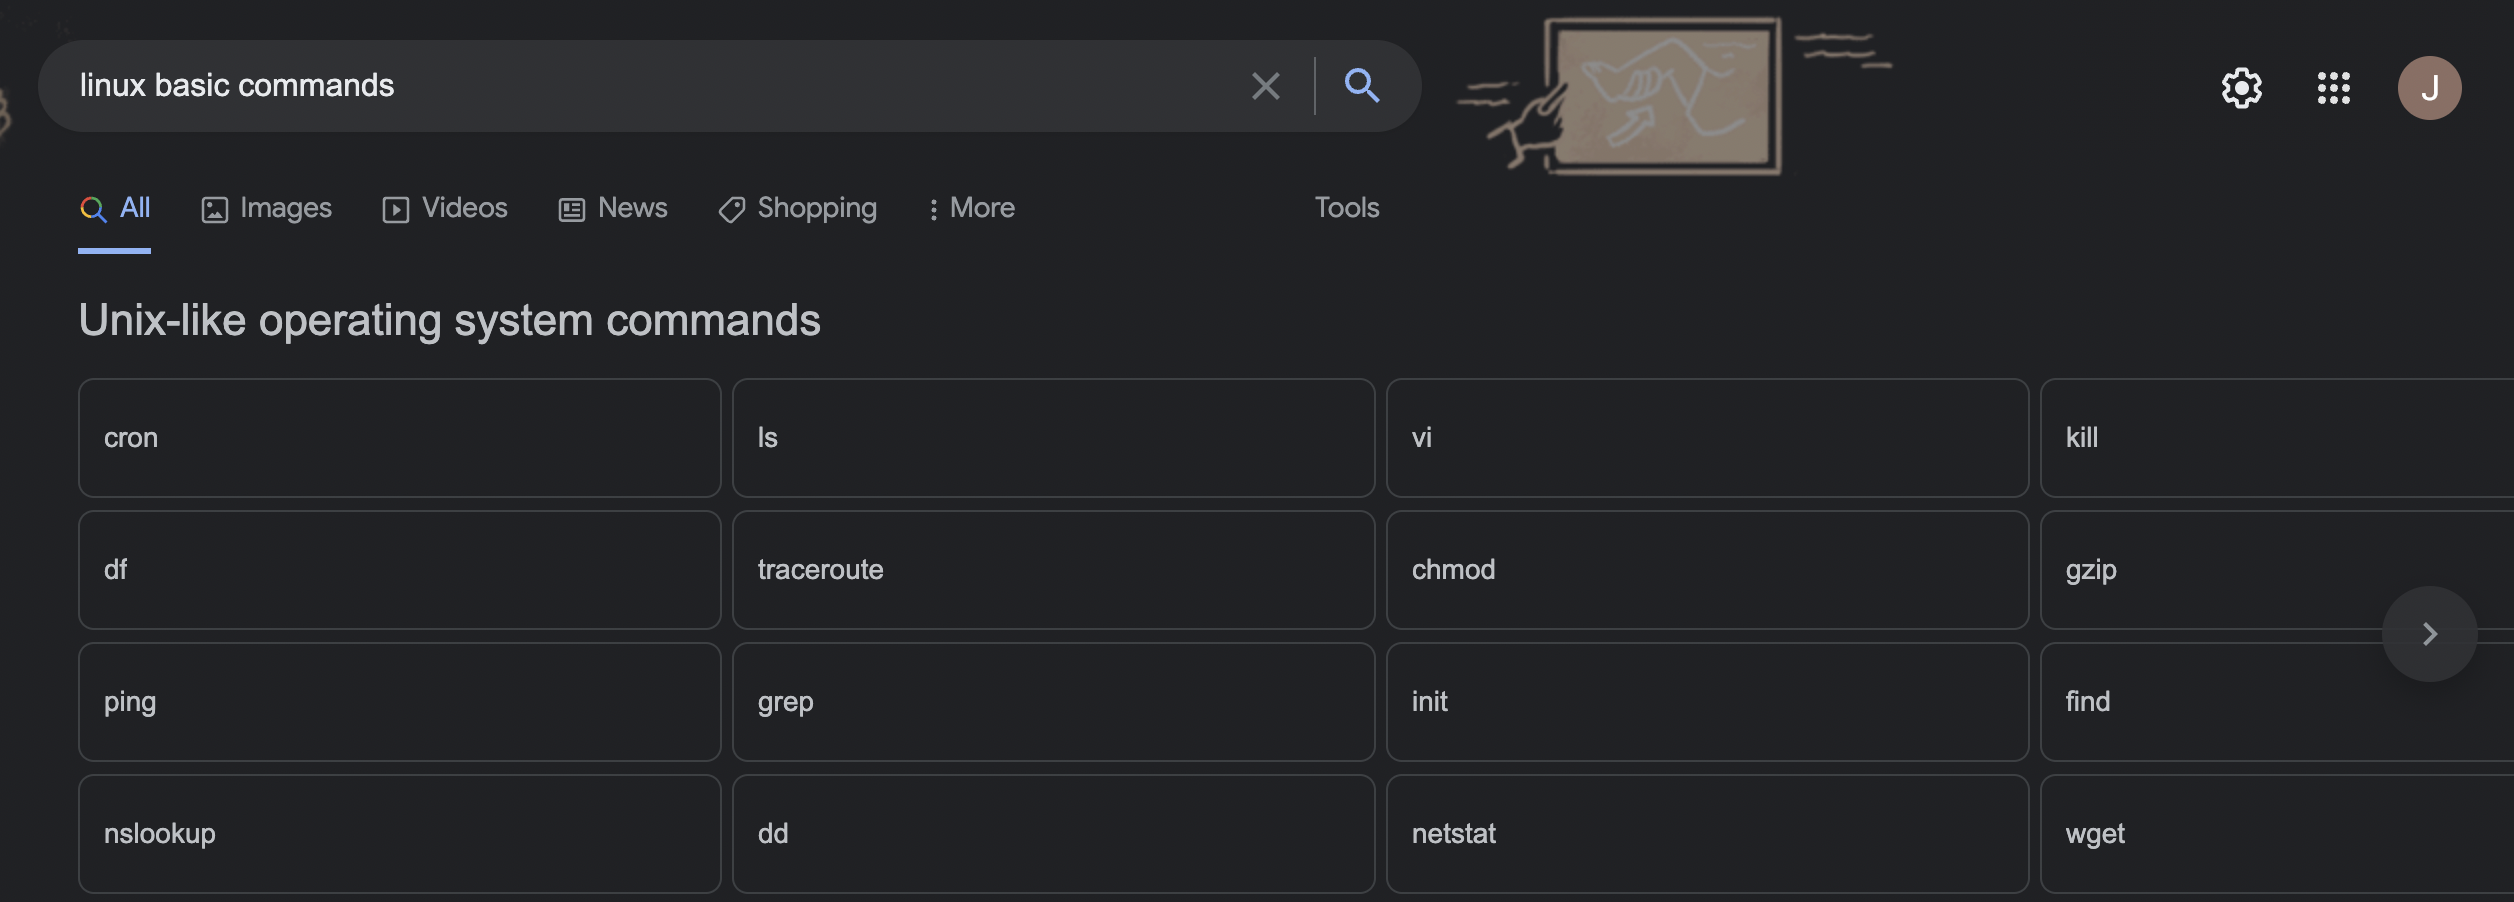 linux basic commands
J
All Images Videos News Shopping More Tools
Unix-like operating system commands
cron ls vi kill
df traceroute chmod gzip
ping grep init find
nslookup dd netstat wget